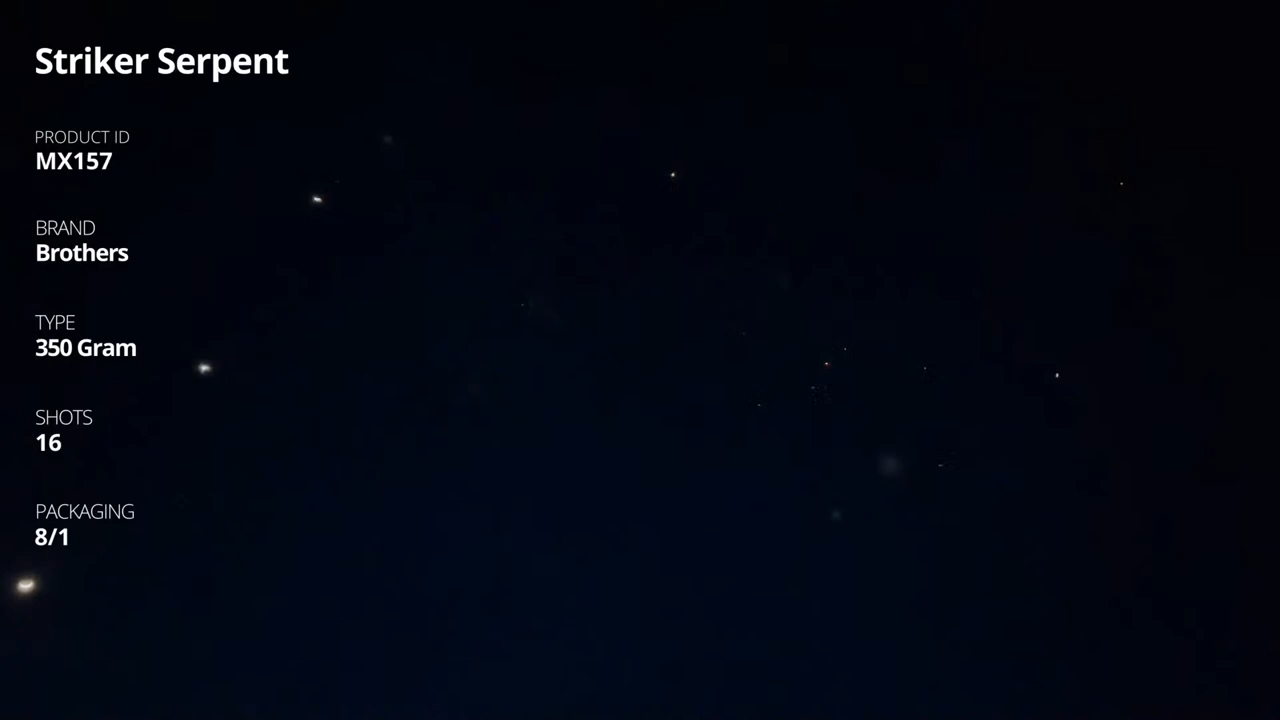 Striker Serpent
PRODUCT ID
MX157
BRAND
Brothers
TYPE
350 Gram
SHOTS
16
PACKAGING
8/1